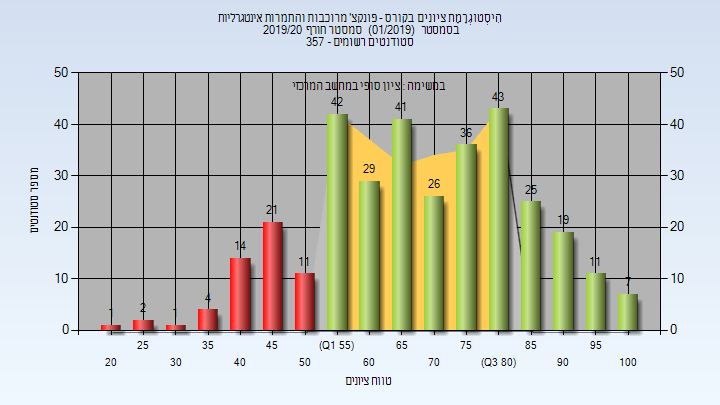 היסטוגרמת ציונים בקורס - פונקצ' מרוכבות והתמרות אינטגרליות
בסמסטר (01/2019) סמסטר חורף 2019/20
סטודנטים רשומים - 357
במשימה : ציון סופי במחשב המרכזי
50 50
40 40
30 30
20 20
10 10
0 0
מספר סטודנטים
1 2 1 4 14 21 11 42 29 41 26 36 43 25 19 11 7
25 35 45 (Q1 55) 65 75 85 95
20 30 40 50 60 70 (Q3 80) 90 100
טווח ציונים